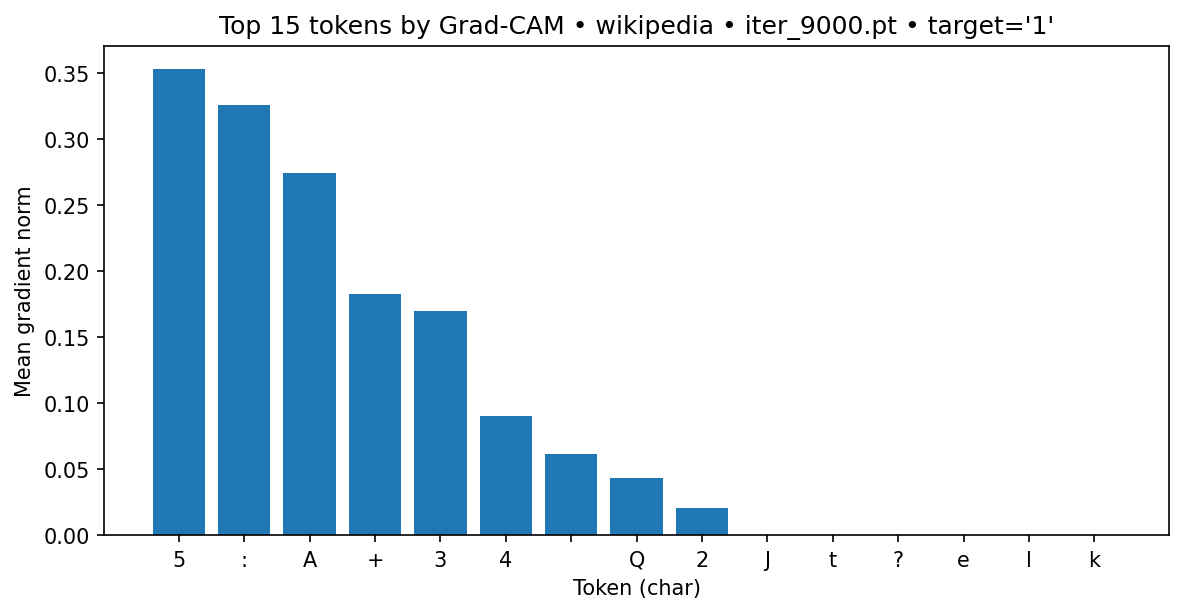 Top 15 tokens by Grad-CAM • wikipedia • iter_9000.pt • target='1'
Mean gradient norm
0.35
0.30
0.25
0.20
0.15
0.10
0.05
0.00
5 : A + 3 4 Q 2 J t ? e l k
Token (char)